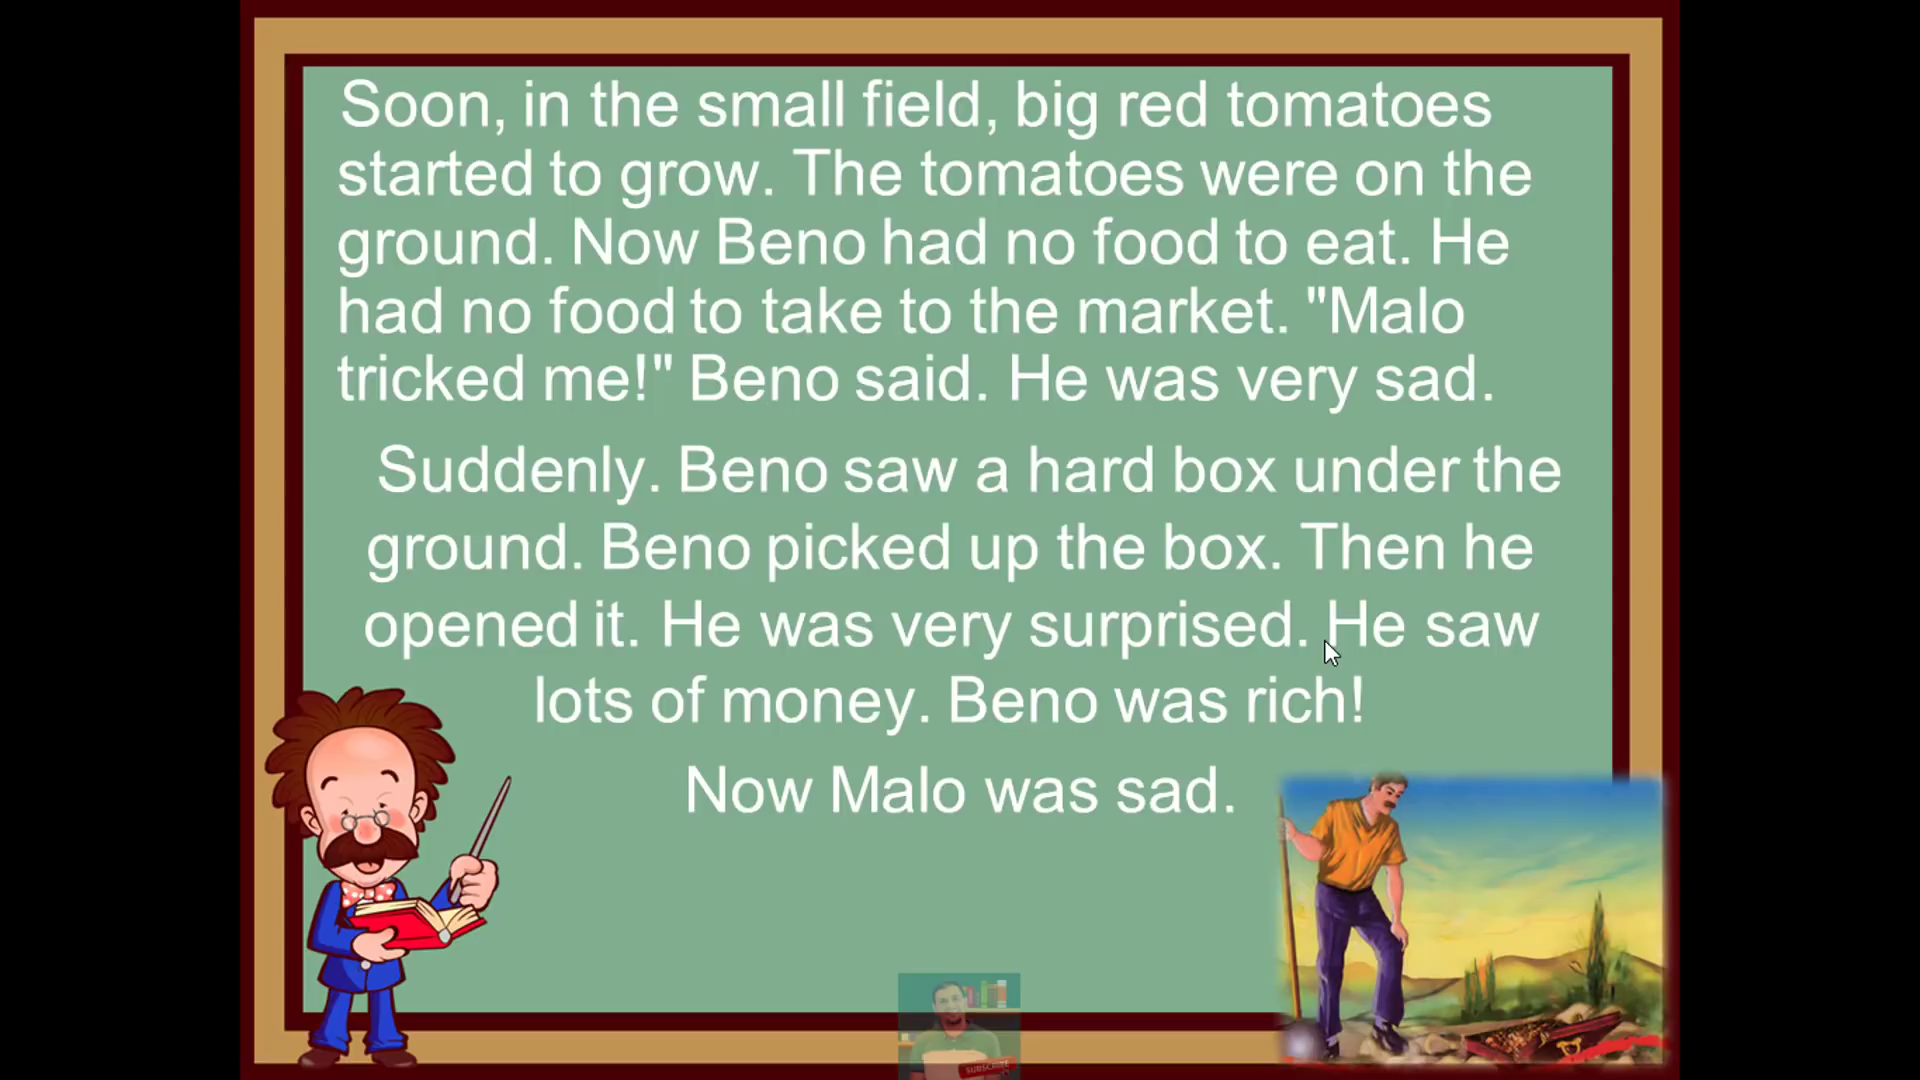 Soon, in the small field, big red tomatoes
started to grow. The tomatoes were on the
ground. Now Beno had no food to eat. He
had no food to take to the market. "Malo
tricked me!" Beno said. He was very sad.
Suddenly. Beno saw a hard box under the
ground. Beno picked up the box. Then he
opened it. He was very surprised. He saw
lots of money. Beno was rich!
Now Malo was sad.
SUBSCRIBE